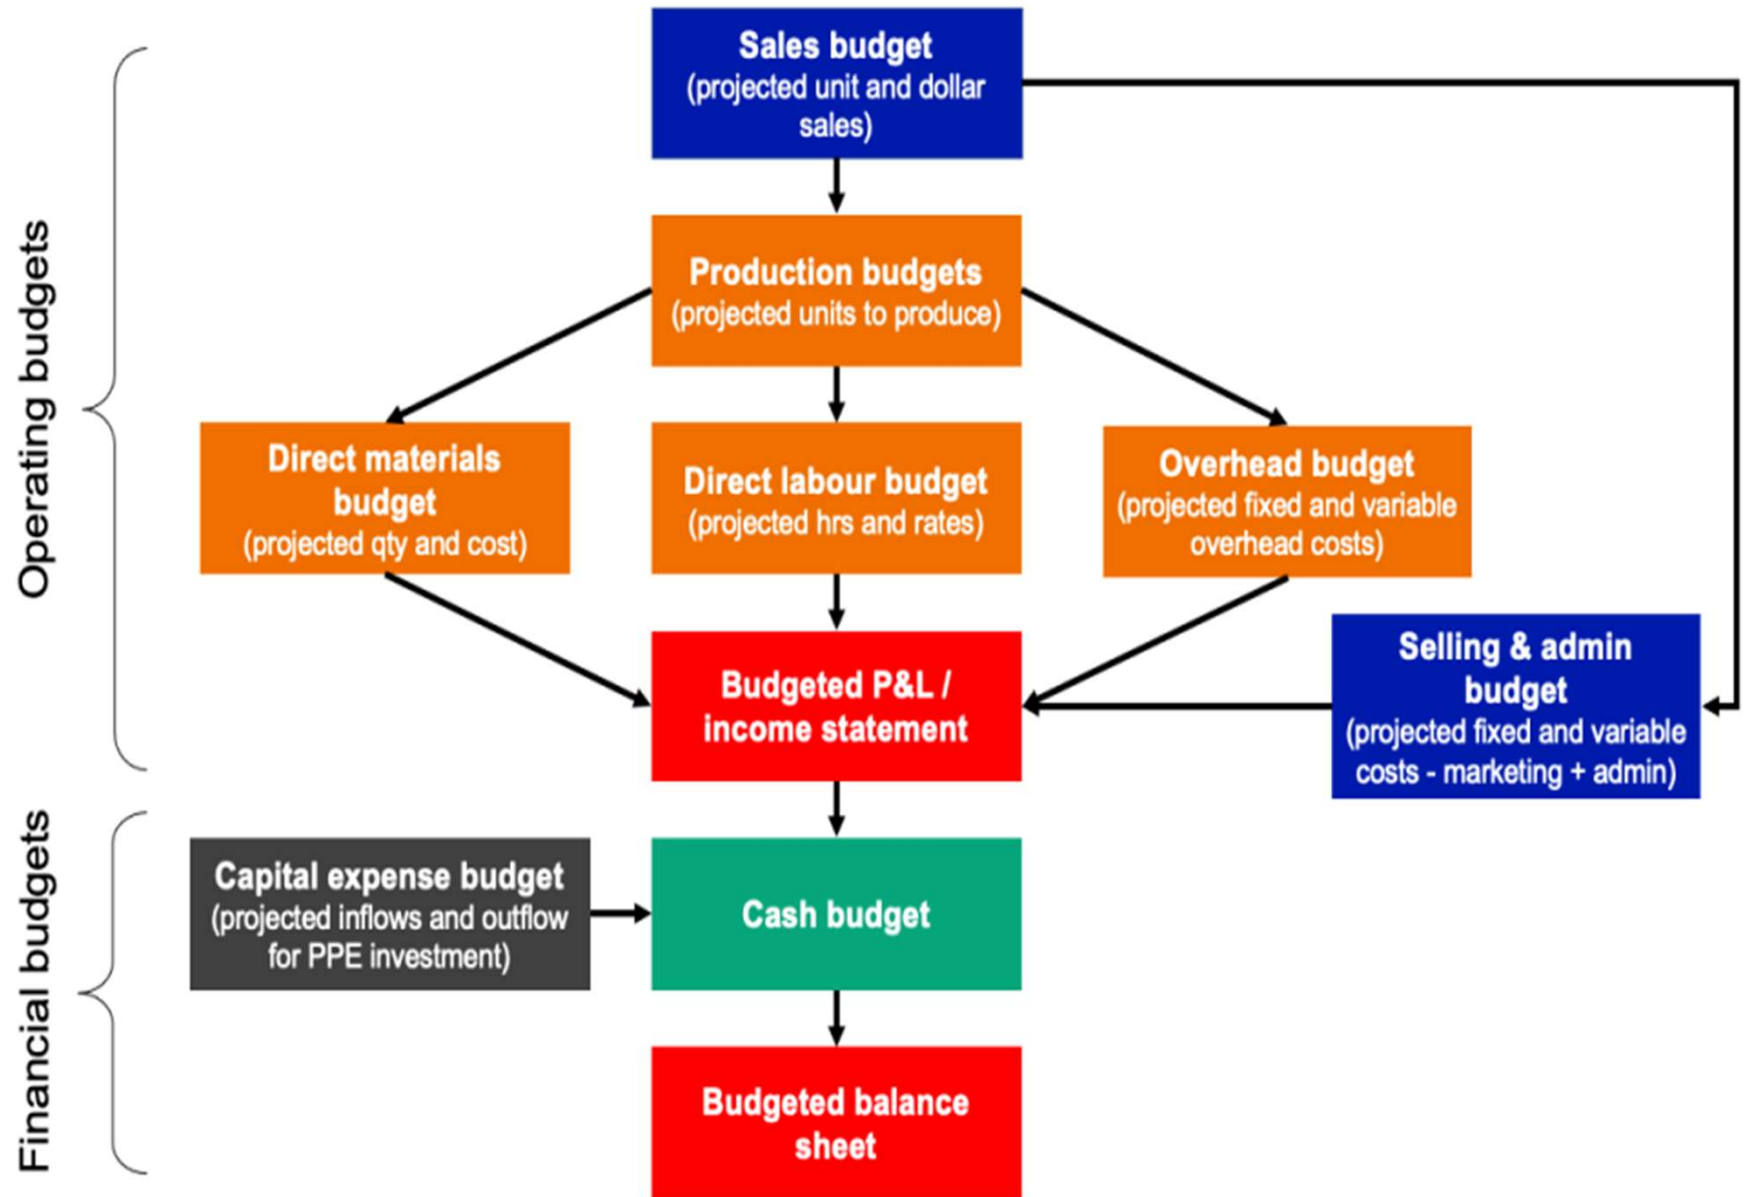 Operating budgets
Sales budget
(projected unit and dollar
sales)
Production budgets
(projected units to produce)
Direct materials
budget
(projected qty and cost)
Direct labour budget
(projected hrs and rates)
Overhead budget
(projected fixed and variable
overhead costs)
Budgeted P&L /
income statement
Selling & admin
budget
(projected fixed and variable
costs - marketing + admin)
Financial budgets
Capital expense budget
(projected inflows and outflow
for PPE investment)
Cash budget
Budgeted balance
sheet